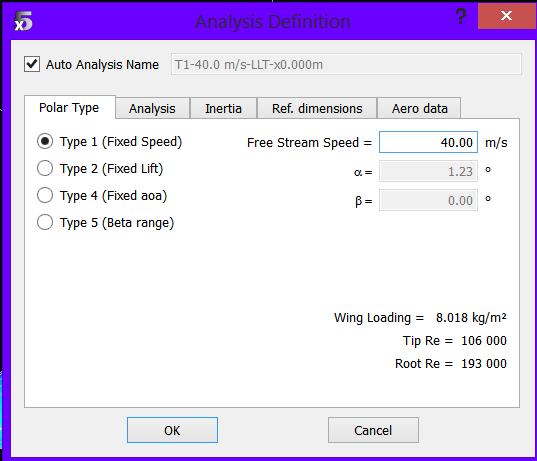 Analysis Definition
?
Auto Analysis Name T1-40.0 m/s-LLT-x0.000m
Polar Type Analysis Inertia Ref. dimensions Aero data
Type 1 (Fixed Speed) Free Stream Speed = 40.00 m/s
Type 2 (Fixed Lift) α = 1.23 °
Type 4 (Fixed aoa) β = 0.00 °
Type 5 (Beta range)
Wing Loading = 8.018 kg/m²
Tip Re = 106 000
Root Re = 193 000
OK Cancel